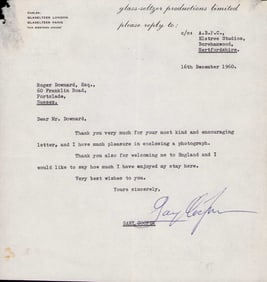 CABLES:
GLASSELTZER LONDON
GLASSELTZER PARIS
glass-seltzer productions limited
please reply to:
c/o: A.B.P.C.,
Elstree Studios,
Borehamwood,
Hertfordshire.
16th December 1960.
Roger Downard, Esq.,
60 Franklin Road,
Portslade,
Sussex.
Dear Mr. Downard,
Thank you very much for your most kind and encouraging
letter, and I have much pleasure in enclosing a photograph.
Thank you also for welcoming me to England and I
would like to say how much I have enjoyed my stay here.
Very best wishes to you.
Yours sincerely,
Gary Cooper
GARY COOPER